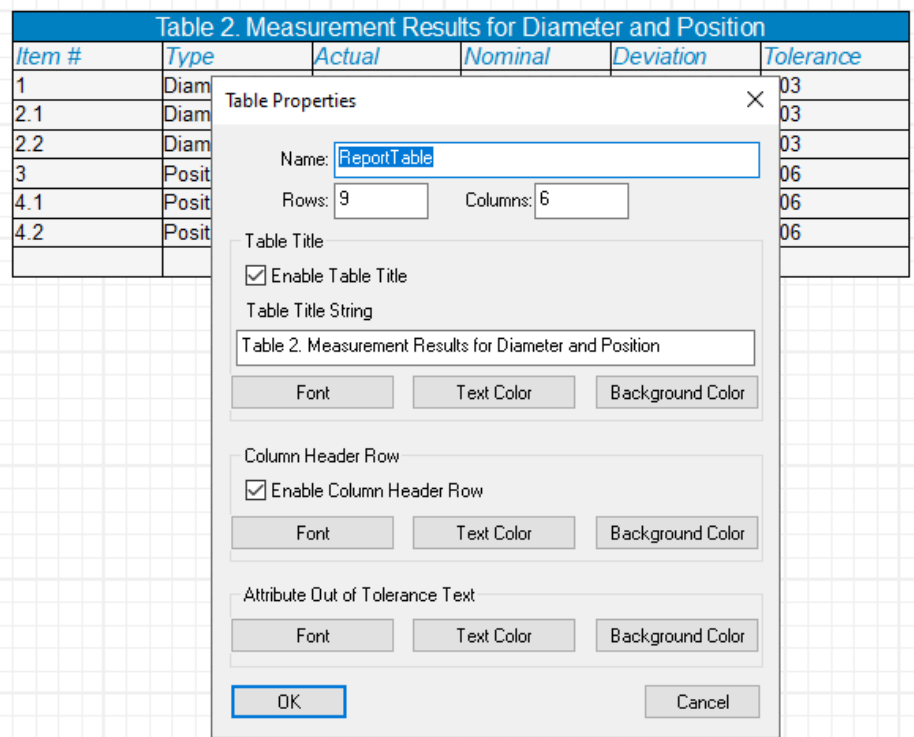 Table 2. Measurement Results for Diameter and Position
Item # Type Actual Nominal Deviation Tolerance
1 Diam 03
2.1 Diam 03
2.2 Diam 03
3 Posit 06
4.1 Posit 06
4.2 Posit 06
Table Properties
Name: ReportTable
Rows: 9 Columns: 6
Table Title
Enable Table Title
Table Title String
Table 2. Measurement Results for Diameter and Position
Font Text Color Background Color
Column Header Row
Enable Column Header Row
Font Text Color Background Color
Attribute Out of Tolerance Text
Font Text Color Background Color
OK Cancel